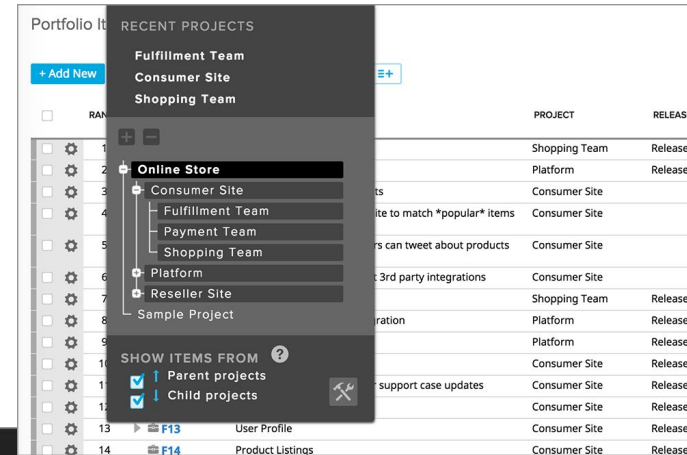 Portfolio It
RECENT PROJECTS
Fulfillment Team
Consumer Site
Shopping Team
+ Add New
RAN
PROJECT
RELEAS
1
Shopping Team
Release
2
Online Store
Platform
Release
3
Consumer Site
ts
Consumer Site
4
Fulfillment Team
ite to match *popular* items
Consumer Site
Payment Team
5
Shopping Team
rs can tweet about products
Consumer Site
6
Platform
t 3rd party integrations
Consumer Site
7
Reseller Site
Shopping Team
Release
8
Sample Project
gration
Platform
Release
9
Platform
Release
10
SHOW ITEMS FROM ?
Consumer Site
Release
Parent projects
Child projects
support case updates
Consumer Site
Release
Consumer Site
Release
13 F13 User Profile Consumer Site Release
14 F14 Product Listings Consumer Site Release